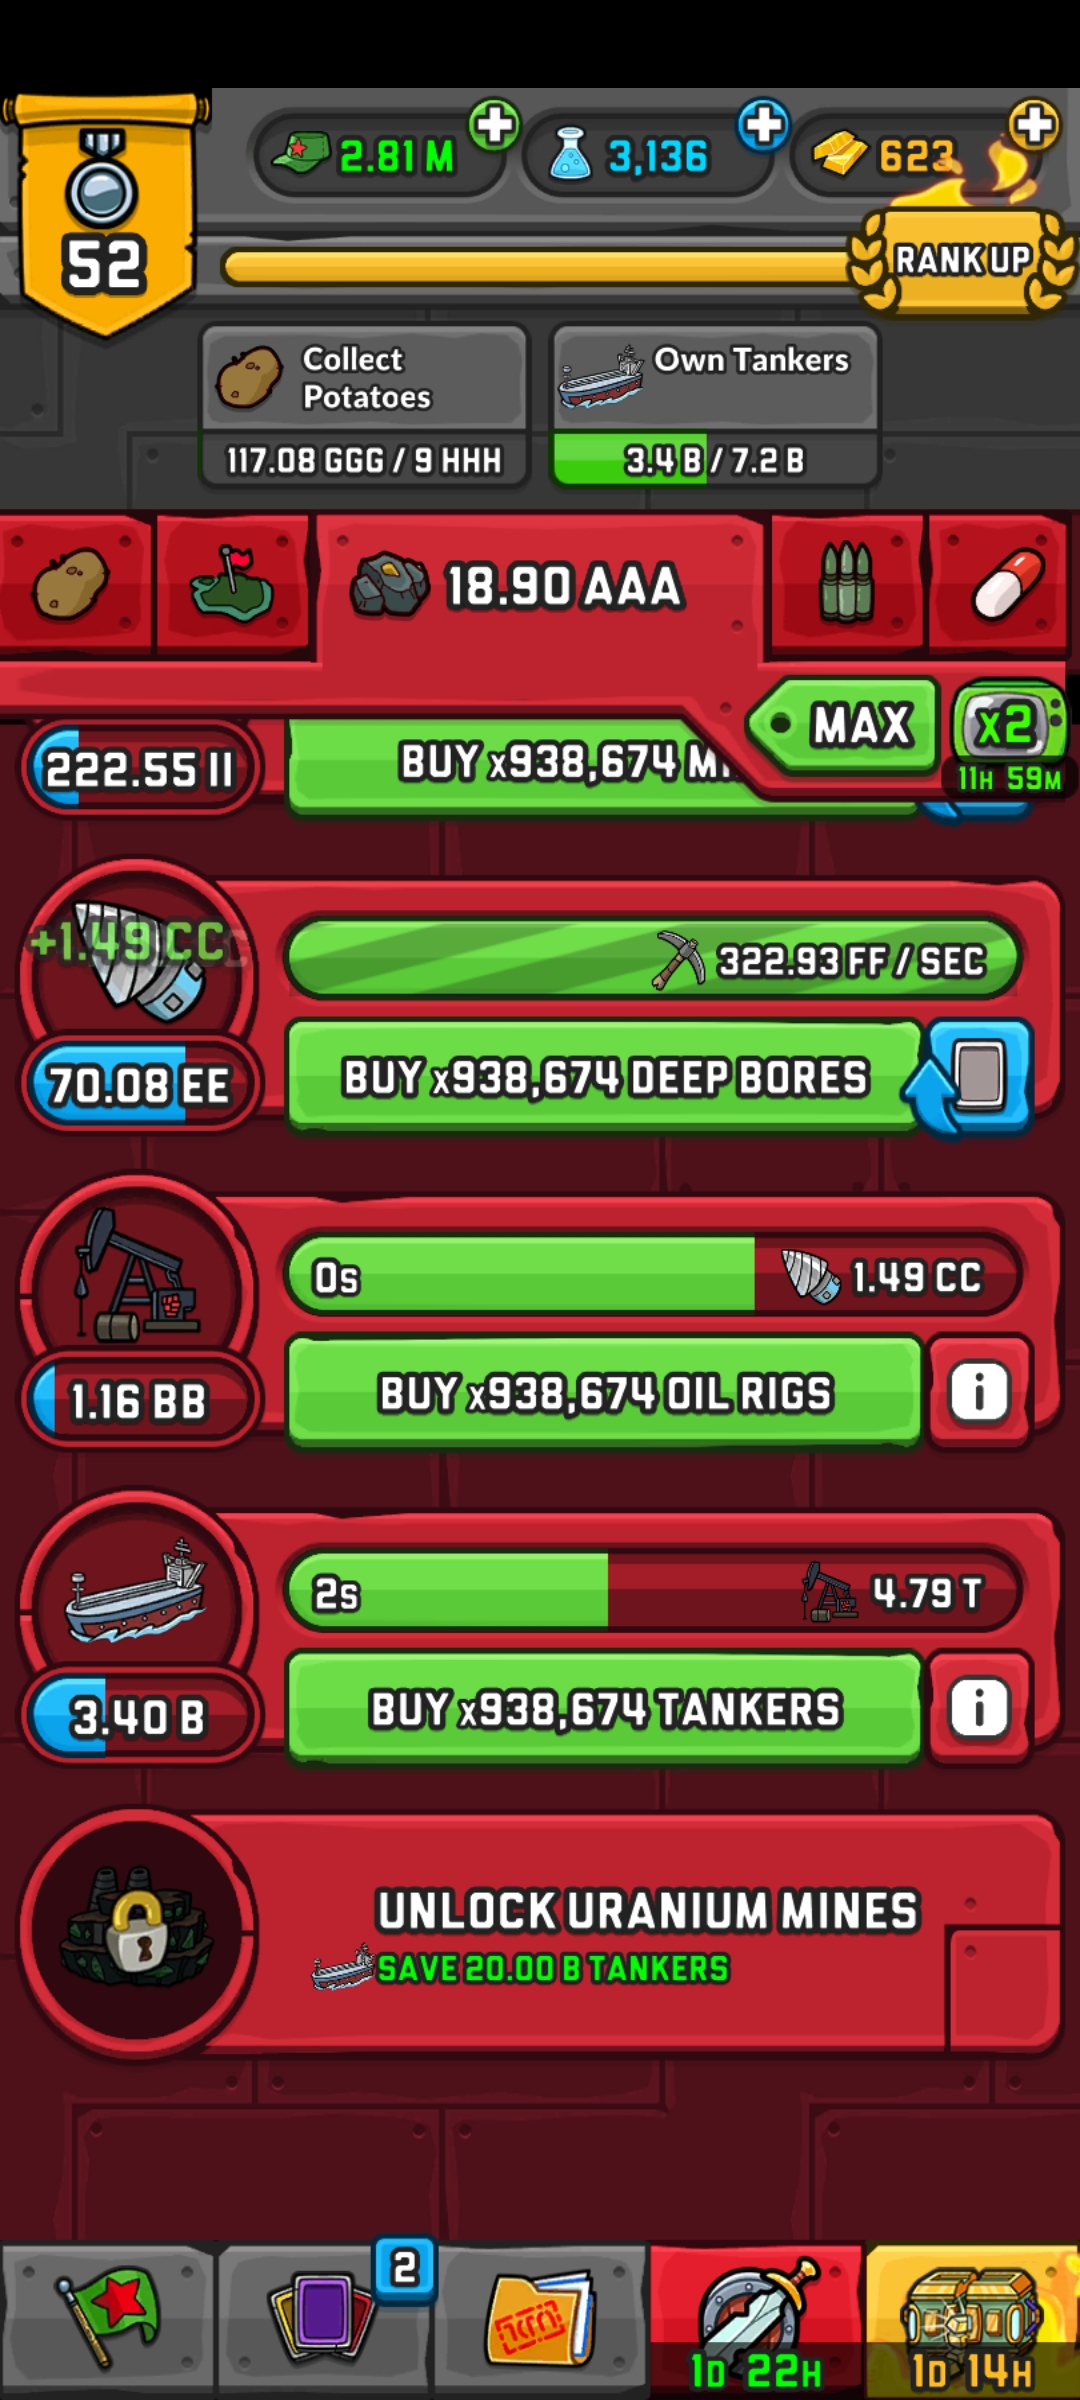 52
2.81 M
3,136
623
RANK UP
Collect
Potatoes
117.08 GGG / 9 HHH
Own Tankers
3.4 B / 7.2 B
18.90 AAA
MAX
x2
11H 59M
222.55 II
BUY x938,674
+1.49 CC
322.93 FF / SEC
70.08 EE
BUY x938,674 DEEP BORES
0s
1.49 CC
1.16 BB
BUY x938,674 OIL RIGS
i
2s
4.79 T
3.40 B
BUY x938,674 TANKERS
i
UNLOCK URANIUM MINES
SAVE 20.00 B TANKERS
2
1D 22H
1D 14H